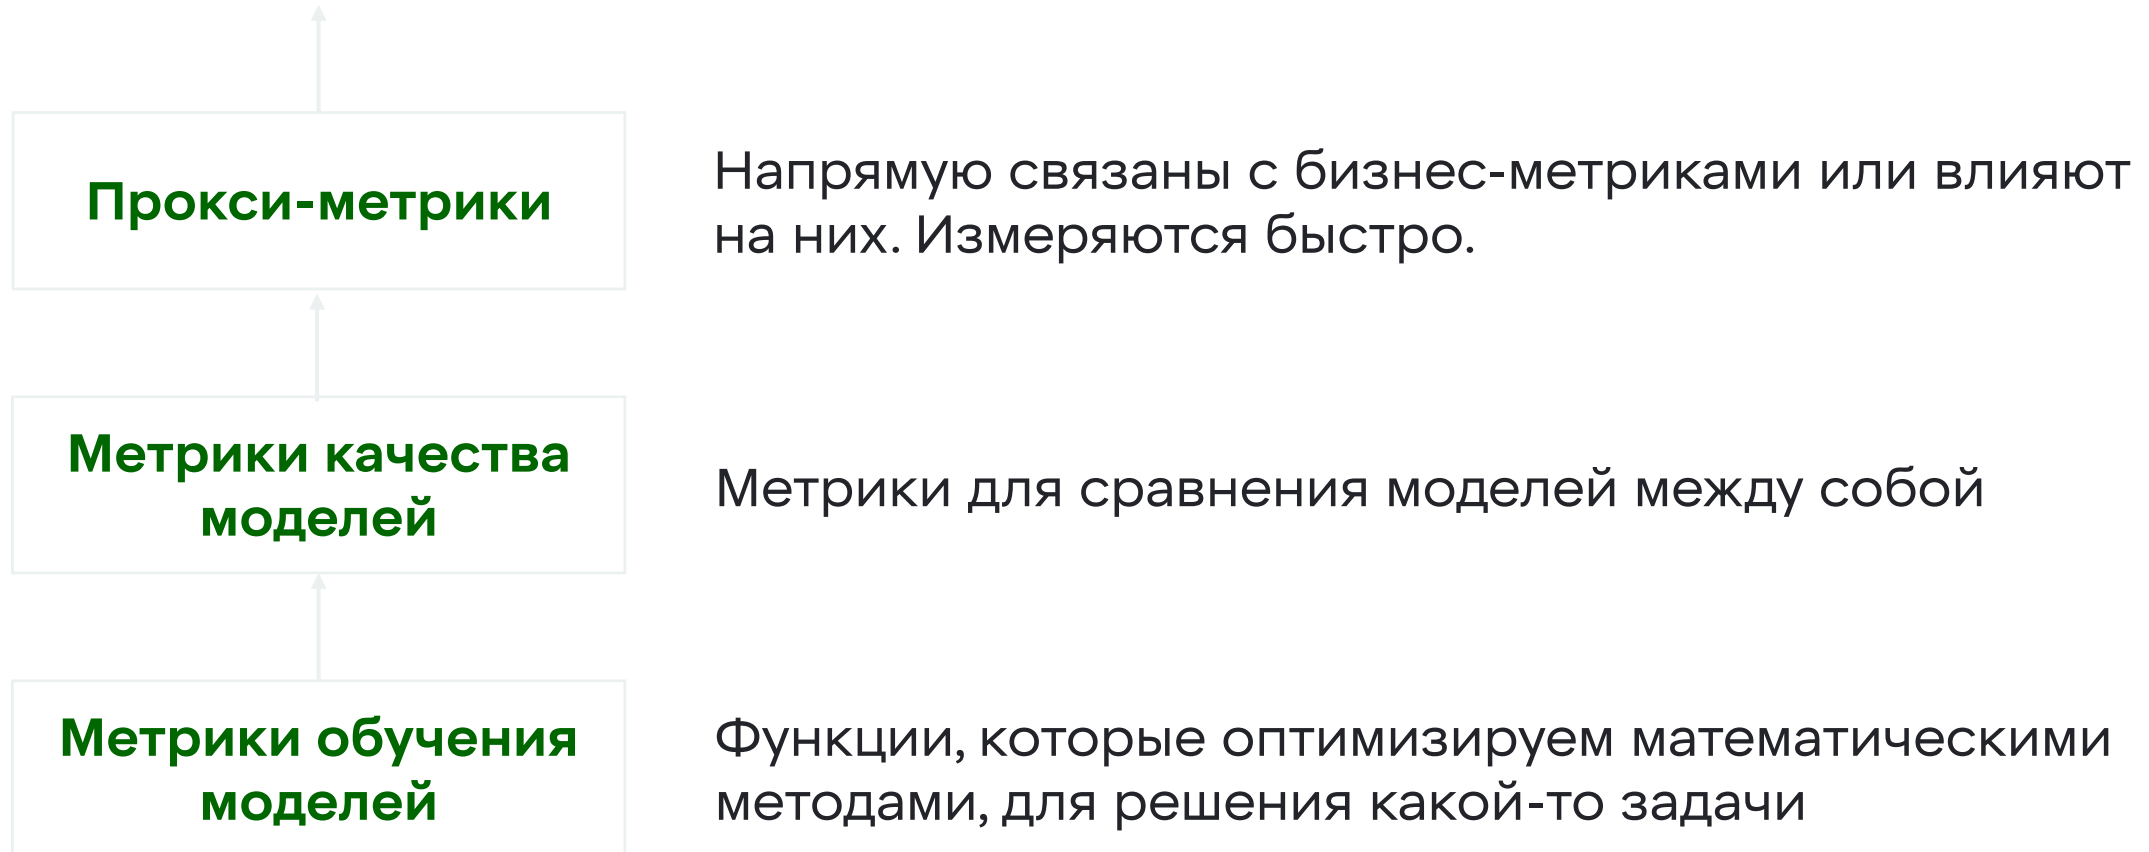 Прокси-метрики
Напрямую связаны с бизнес-метриками или влияют
на них. Измеряются быстро.
Метрики качества
моделей
Метрики для сравнения моделей между собой
Метрики обучения
моделей
Функции, которые оптимизируем математическими
методами, для решения какой-то задачи